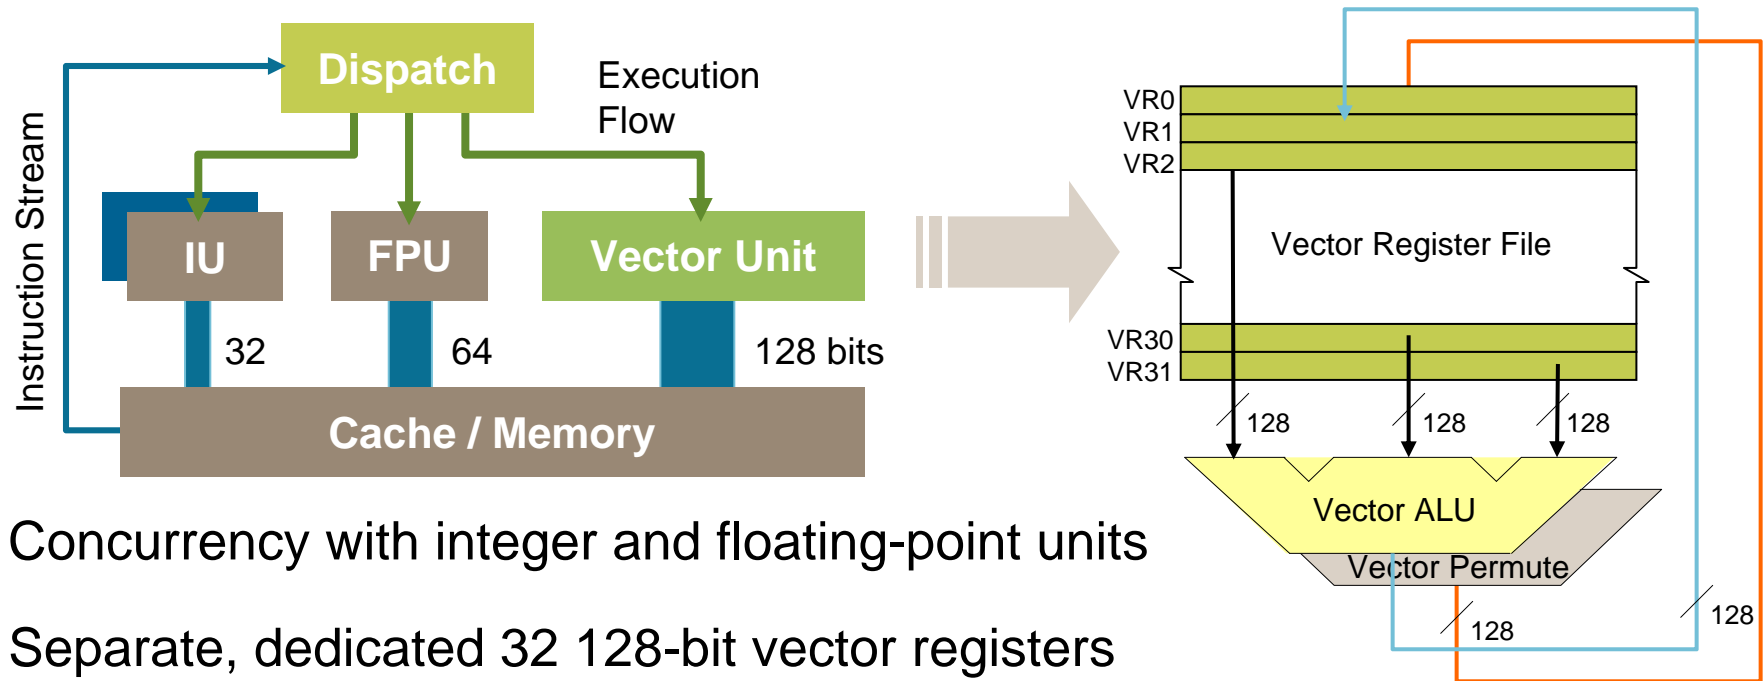 Dispatch
Execution
Flow
Instruction Stream
IU
FPU
Vector Unit
32
64
128 bits
Cache / Memory
VR0
VR1
VR2
Vector Register File
VR30
VR31
128
128
128
Vector ALU
Vector Permute
128
128
Concurrency with integer and floating-point units
Separate, dedicated 32 128-bit vector registers